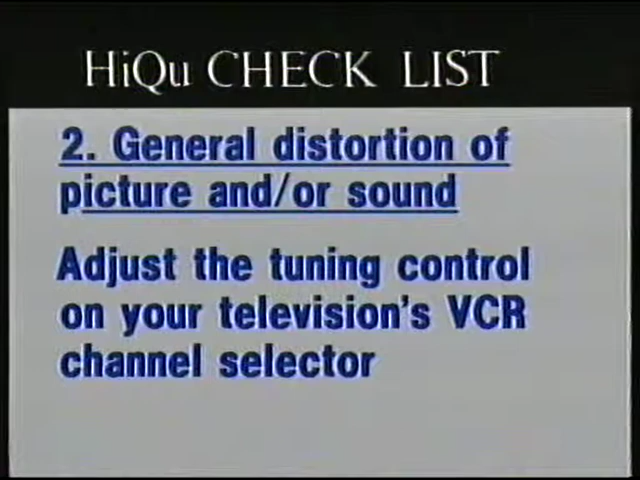 HiQu CHECK LIST
2. General distortion of
picture and/or sound
Adjust the tuning control
on your television's VCR
channel selector